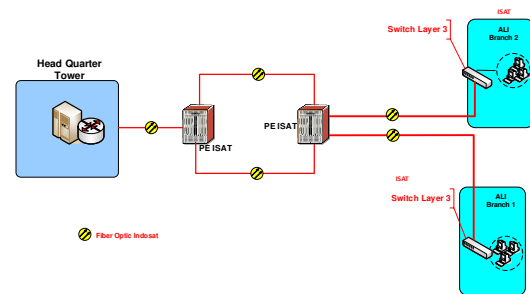 ISAT
ALI
Branch 2
Switch Layer 3
Head Quarter
Tower
PE ISAT
PE ISAT
ISAT
ALI
Branch 1
Switch Layer 3
Fiber Optic Indosat